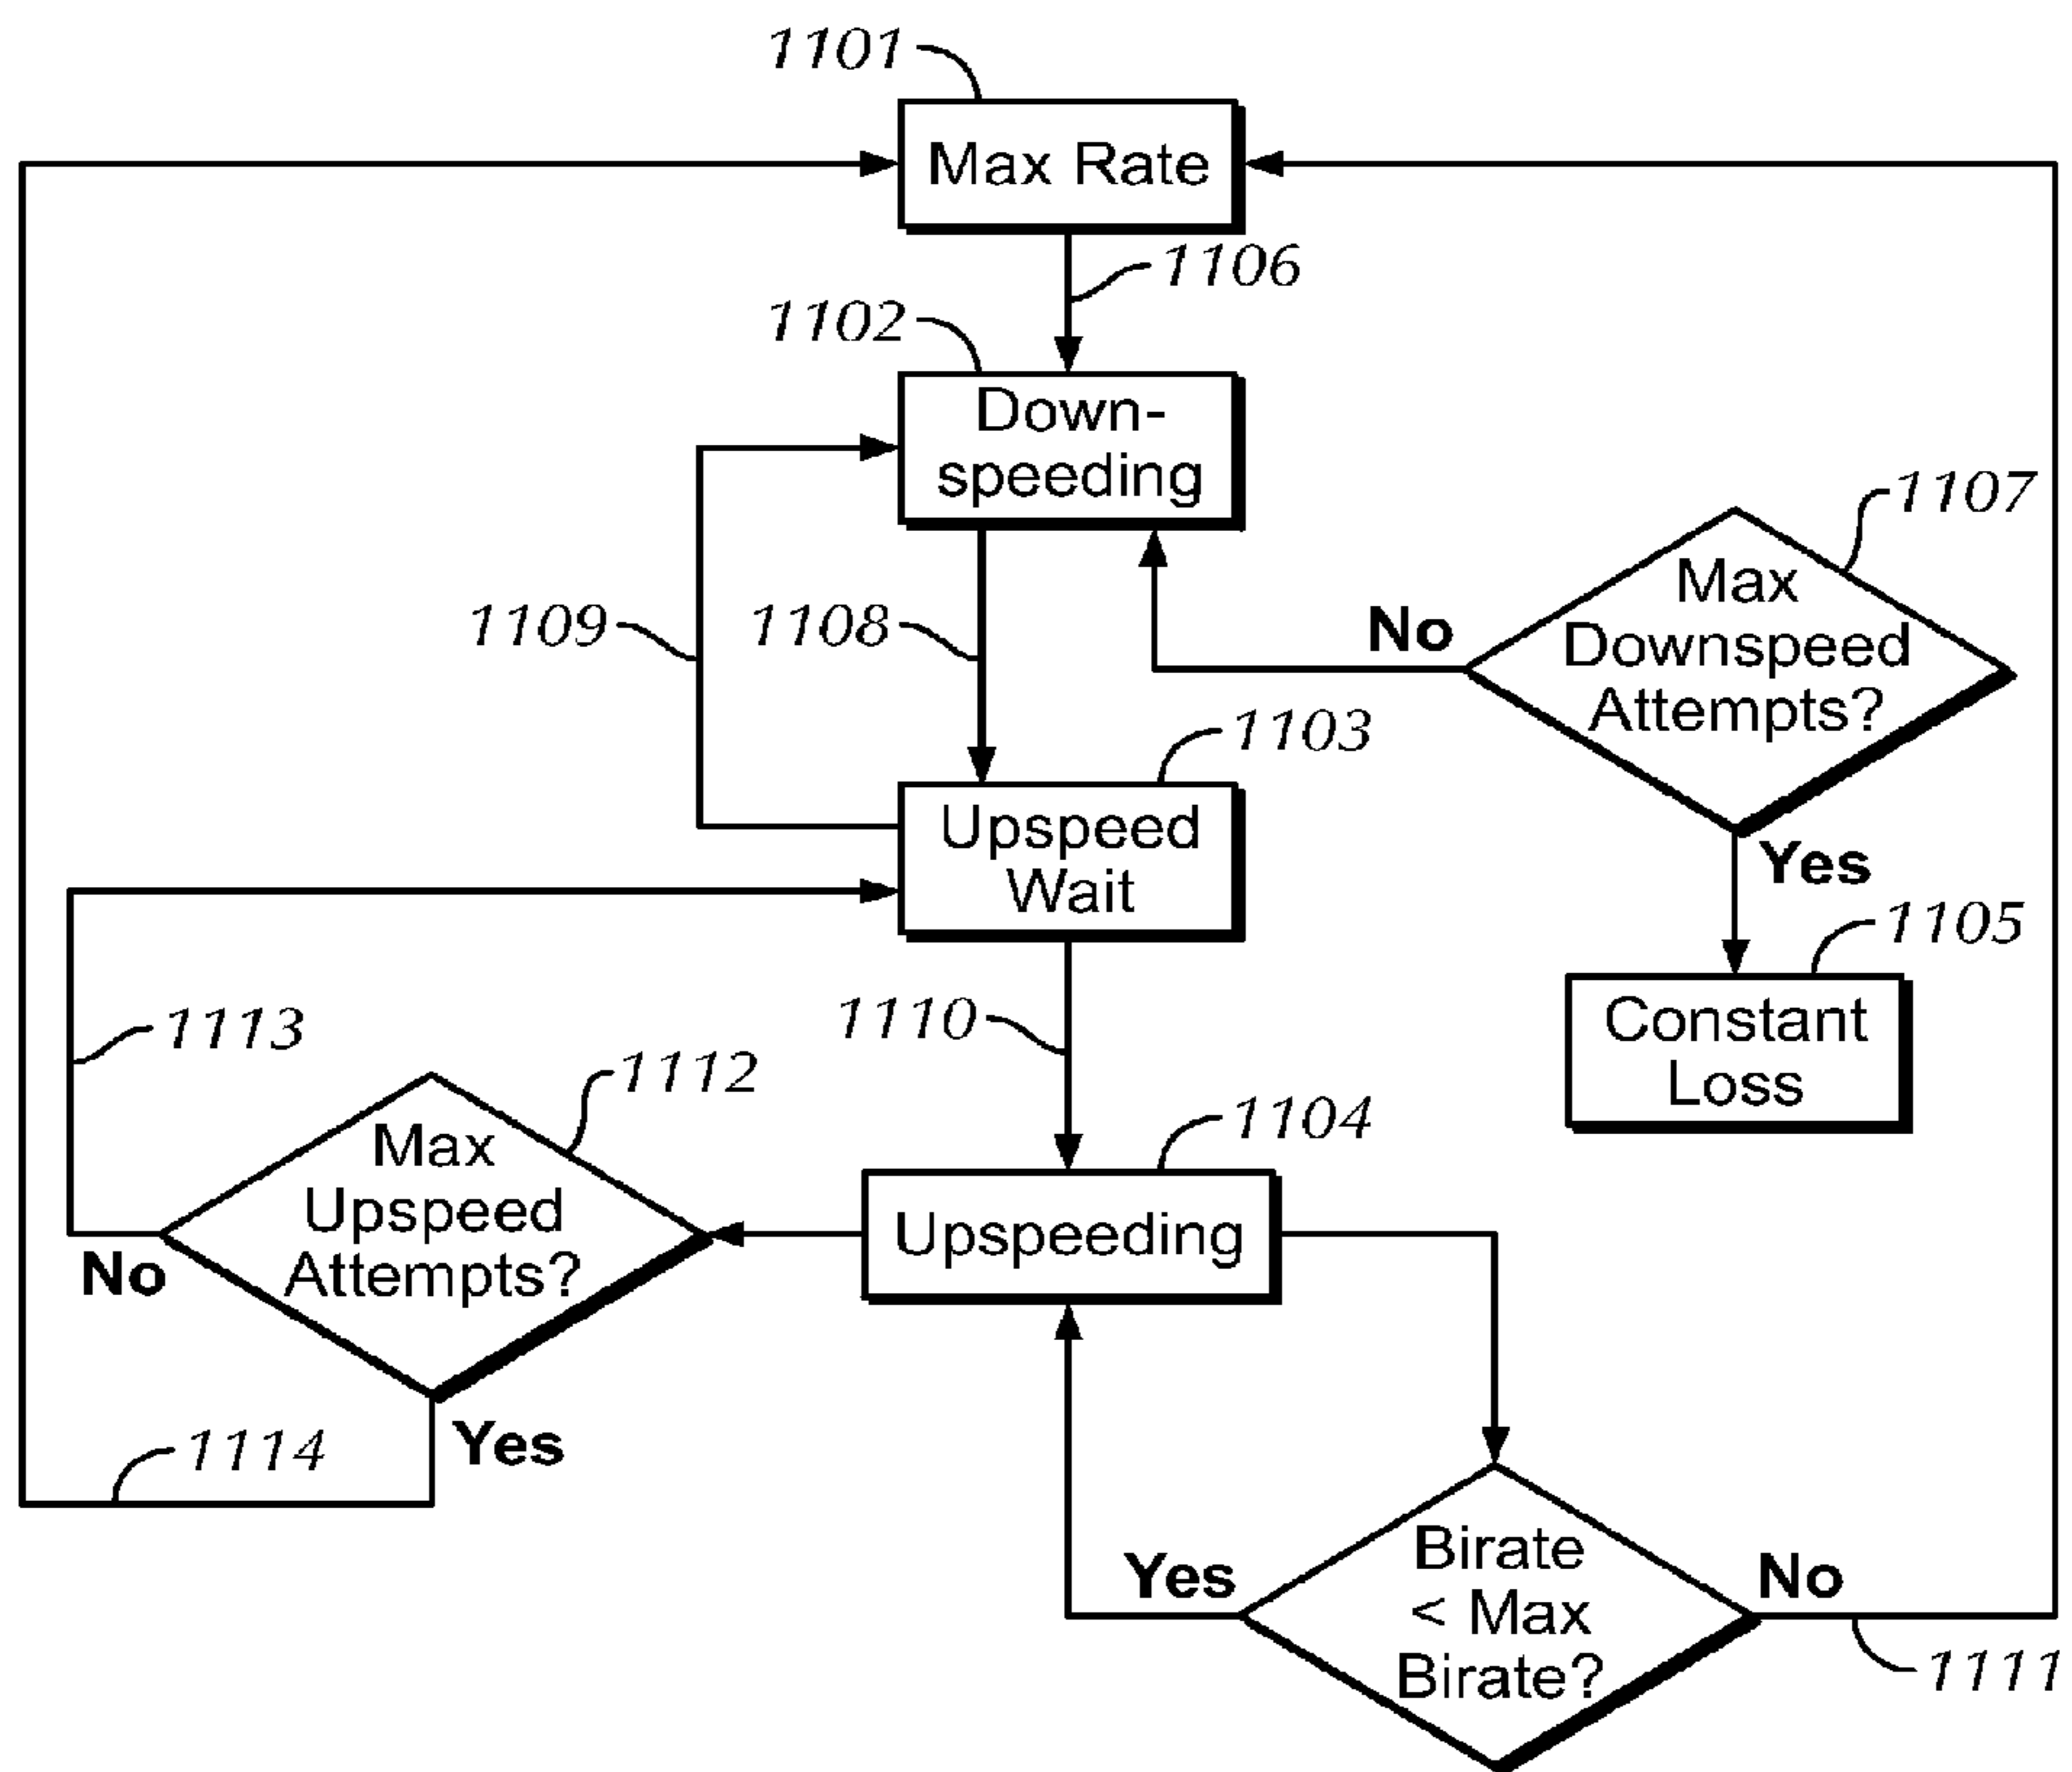 1101
Max Rate
1106
1102
Down-
speeding
1107
Max
Downspeed
Attempts?
No
Yes
1109
1108
1103
Upspeed
Wait
1105
Constant
Loss
1113
1110
1112
Max
Upspeed
Attempts?
No
Yes
1104
Upspeeding
1114
Birate
< Max
Birate?
Yes
No
1111